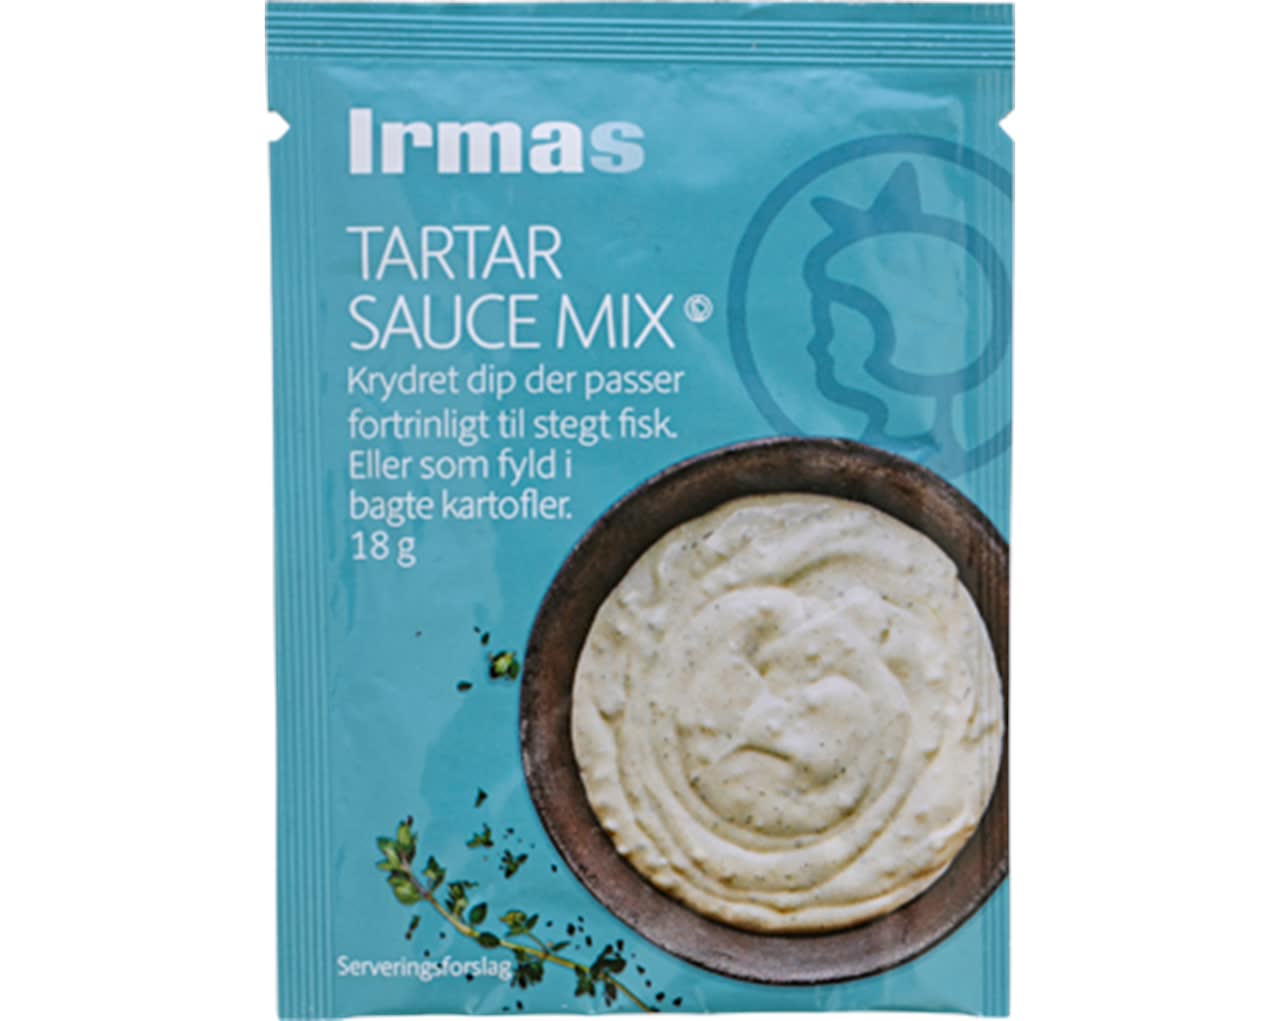 Irmas
TARTAR
SAUCE MIX
Krydret dip der passer
fortrinligt til stegt fisk.
Eller som fyld i
bagte kartofler.
18 g
Serveringsforslag